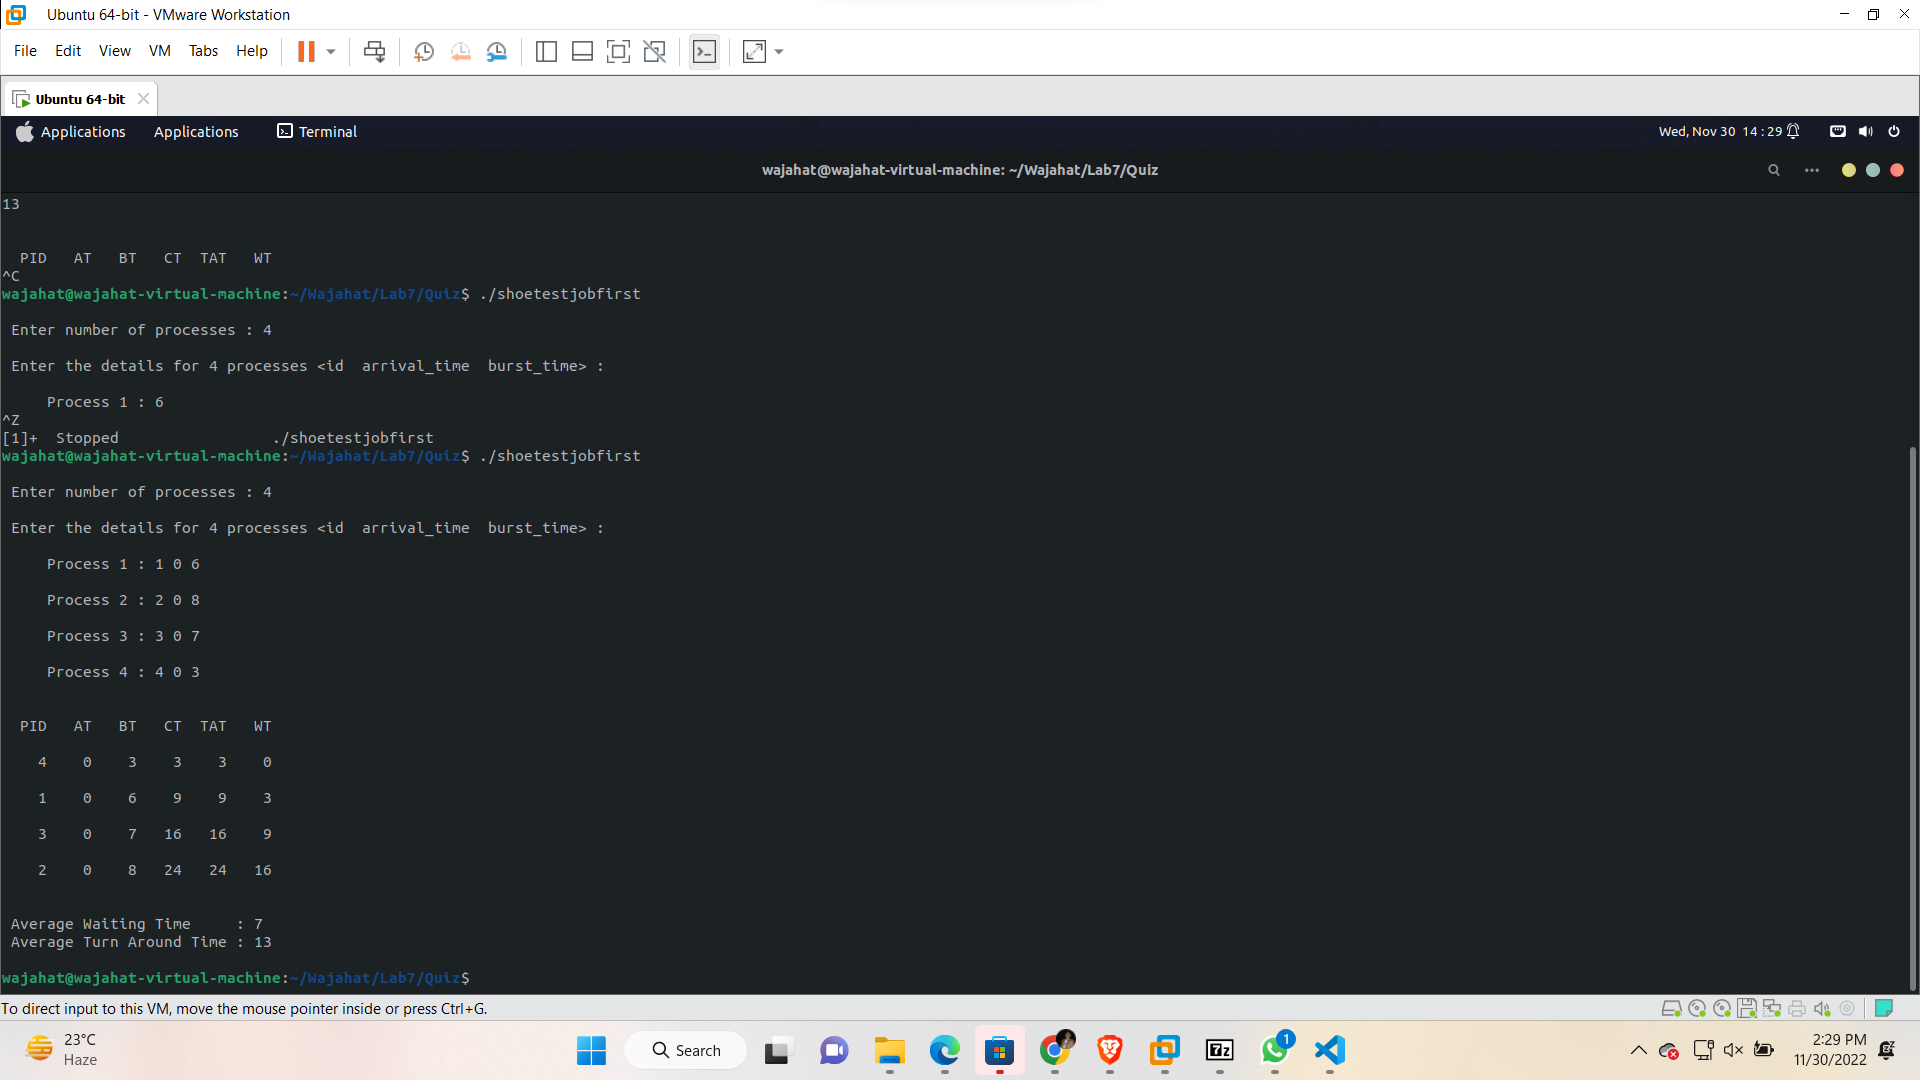 Ubuntu 64-bit - VMware Workstation
File Edit View VM Tabs Help
Ubuntu 64-bit
Applications Applications Terminal Wed, Nov 30 14:29
wajahat@wajahat-virtual-machine: ~/Wajahat/Lab7/Quiz
13
PID AT BT CT TAT WT
^C
wajahat@wajahat-virtual-machine:~/Wajahat/Lab7/Quiz$ ./shoetestjobfirst
Enter number of processes : 4
Enter the details for 4 processes <id arrival_time burst_time> :
Process 1 : 6
^Z
[1]+ Stopped ./shoetestjobfirst
wajahat@wajahat-virtual-machine:~/Wajahat/Lab7/Quiz$ ./shoetestjobfirst
Enter number of processes : 4
Enter the details for 4 processes <id arrival_time burst_time> :
Process 1 : 1 0 6
Process 2 : 2 0 8
Process 3 : 3 0 7
Process 4 : 4 0 3
PID AT BT CT TAT WT
4 0 3 3 3 0
1 0 6 9 9 3
3 0 7 16 16 9
2 0 8 24 24 16
Average Waiting Time : 7
Average Turn Around Time : 13
wajahat@wajahat-virtual-machine:~/Wajahat/Lab7/Quiz$
To direct input to this VM, move the mouse pointer inside or press Ctrl+G.
23°C
Haze
Search
7z
1
2:29 PM
11/30/2022